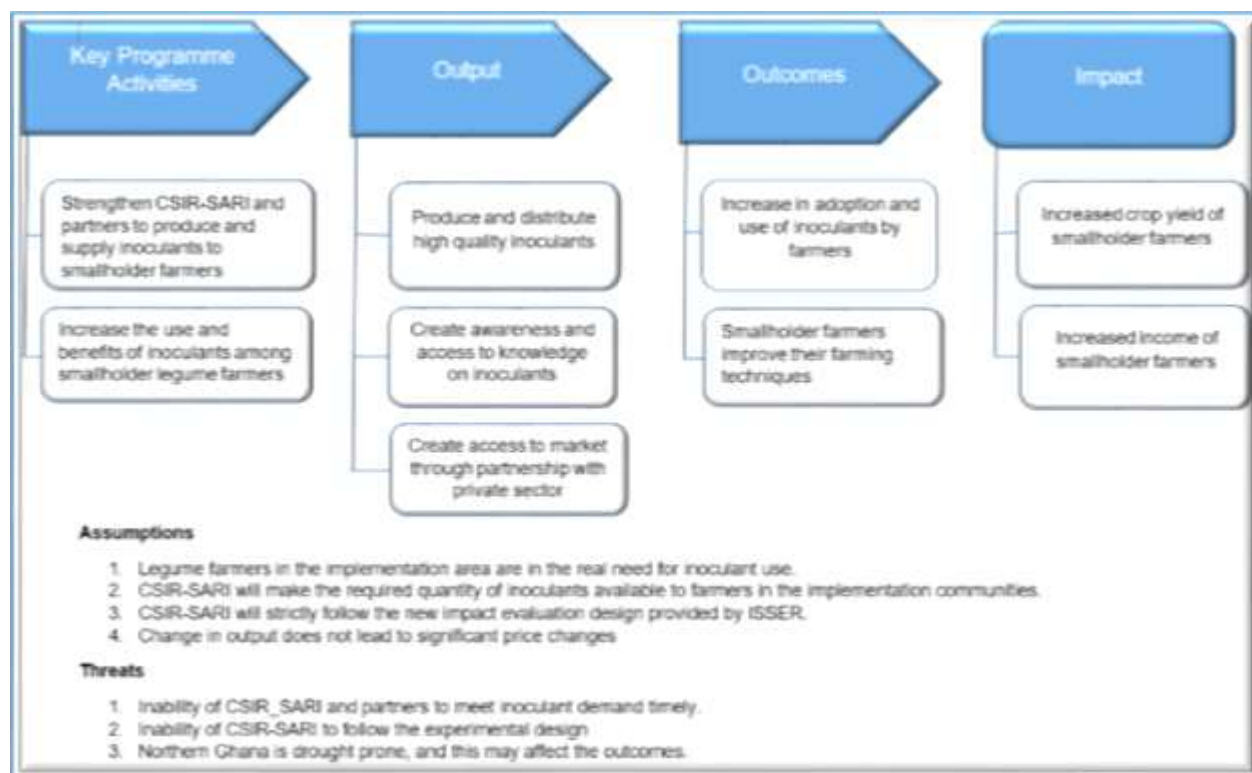 Key Programme
Activities
Output
Outcomes
Impact
Strengthen CSIR-SARI and
partners to produce and
supply inoculants to
smallholder farmers
Increase the use and
benefits of inoculants among
smallholder legume farmers
Produce and distribute
high quality inoculants
Create awareness and
access to knowledge
on inoculants
Create access to market
through partnership with
private sector
Increase in adoption and
use of inoculants by
farmers
Smallholder farmers
improve their farming
techniques
Increased crop yield of
smallholder farmers
Increased income of
smallholder farmers
Assumptions
1. Legume farmers in the implementation area are in the real need for inoculant use.
2. CSIR-SARI will make the required quantity of inoculants available to farmers in the implementation communities.
3. CSIR-SARI will strictly follow the new impact evaluation design provided by ISSER.
4. Change in output does not lead to significant price changes
Threats
1. Inability of CSIR_SARI and partners to meet inoculant demand timely.
2. Inability of CSIR-SARI to follow the experimental design
3. Northern Ghana is drought prone, and this may affect the outcomes.